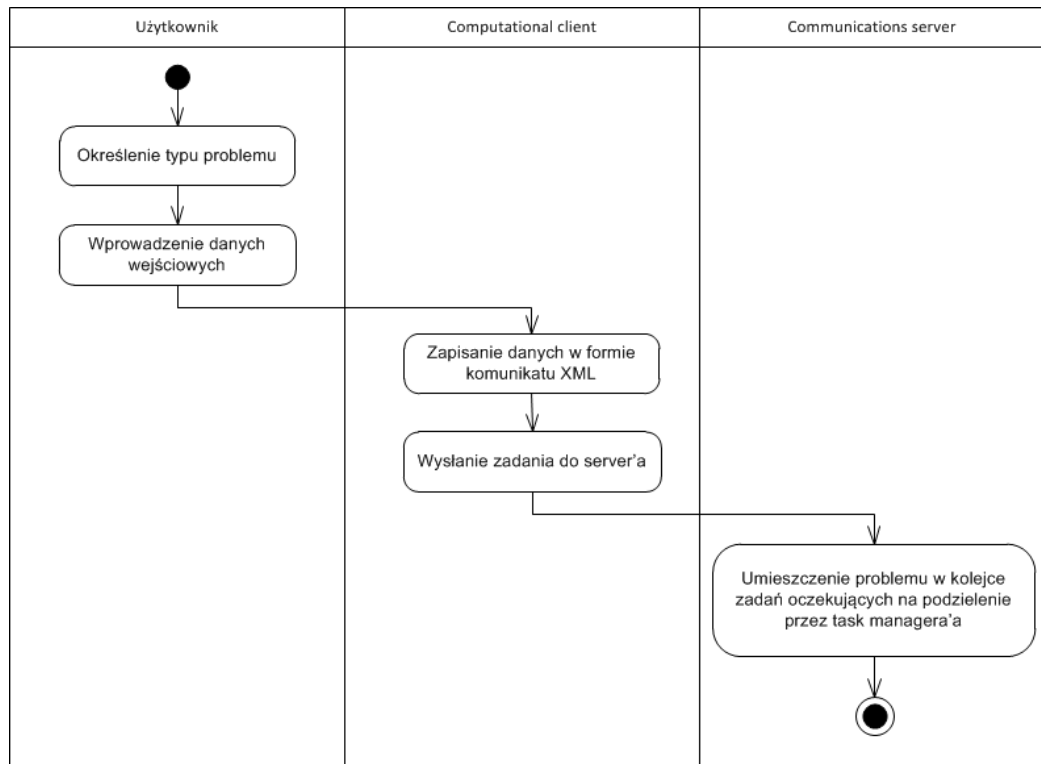 Użytkownik
Computational client
Communications server
Określenie typu problemu
Wprowadzenie danych
wejściowych
Zapisanie danych w formie
komunikatu XML
Wysłanie zadania do server'a
Umieszczenie problemu w kolejce
zadań oczekujących na podzielenie
przez task managera'a